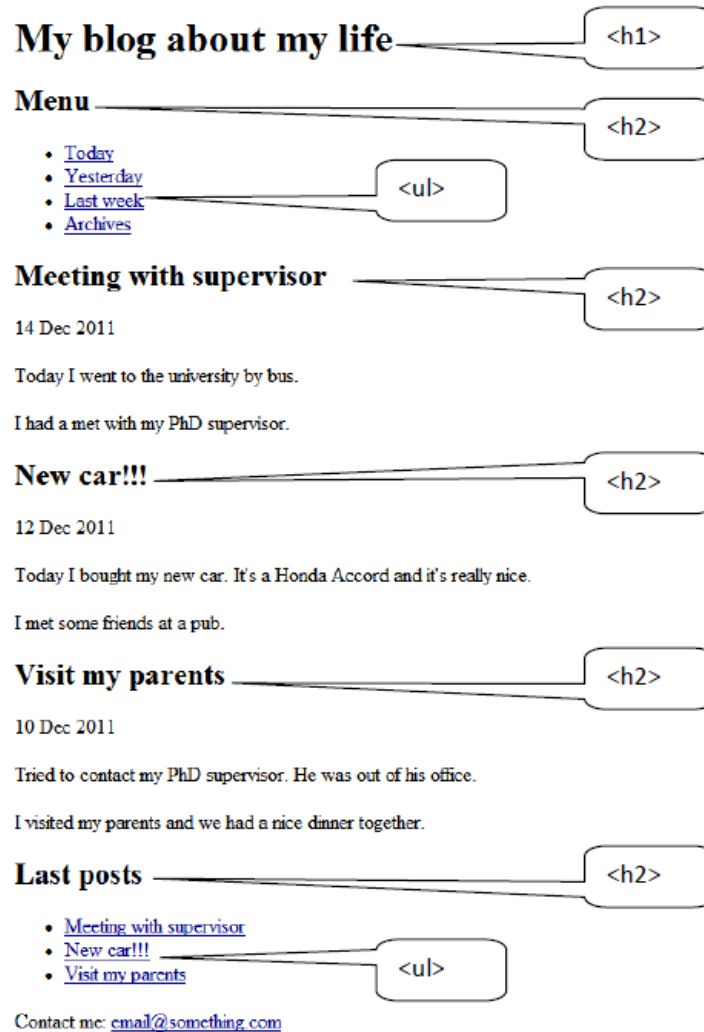 My blog about my life
<h1>
Menu
<h2>
Today
Yesterday
Last week
<ul>
Archives
Meeting with supervisor
<h2>
14 Dec 2011
Today I went to the university by bus.
I had a met with my PhD supervisor.
New car!!!
<h2>
12 Dec 2011
Today I bought my new car. It's a Honda Accord and it's really nice.
I met some friends at a pub.
Visit my parents
<h2>
10 Dec 2011
Tried to contact my PhD supervisor. He was out of his office.
I visited my parents and we had a nice dinner together.
Last posts
<h2>
Meeting with supervisor
New car!!!
<ul>
Visit my parents
Contact me: email@something.com